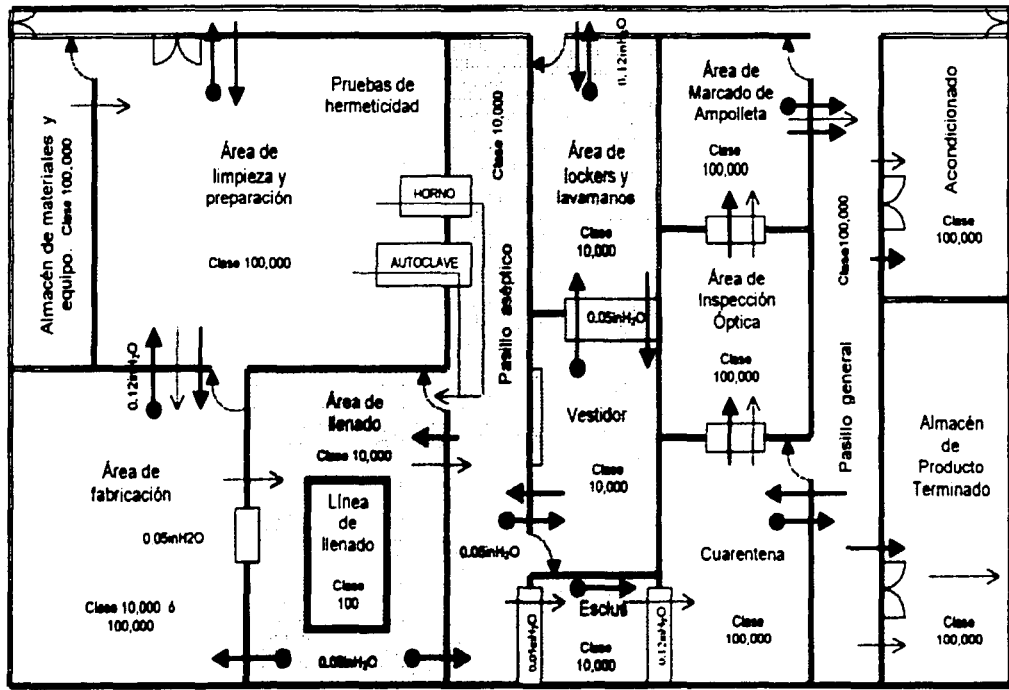 Almacén de materiales y
equipo. Clase 100,000
Pruebas de
hermeticidad
Área de
limpieza y
preparación
Clase 100,000
HORNO
AUTOCLAVE
Clase 10,000
Pasillo aséptico
0.12inH₂O
Área de
lockers y
lavamanos
Clase
10,000
0.05inH₂O
Área de
Marcado de
Ampolleta
Clase
100,000
Área de
Inspección
Óptica
Clase
100,000
Clase100,000
Pasillo general
Acondicionado
Clase
100,000
0.12inH₂O
Área de
fabricación
0.05inH2O
Clase 10,000 ó
100,000
Área de
llenado
Clase 10,000
Línea
de
llenado
Clase
100
0.05inH₂O
0.05inH₂O
Vestidor
Clase
10,000
Esclus
Clase
10,000
0.12inH₂O
Cuarentena
Clase
100,000
Almacén
de
Producto
Terminado
Clase
100,000